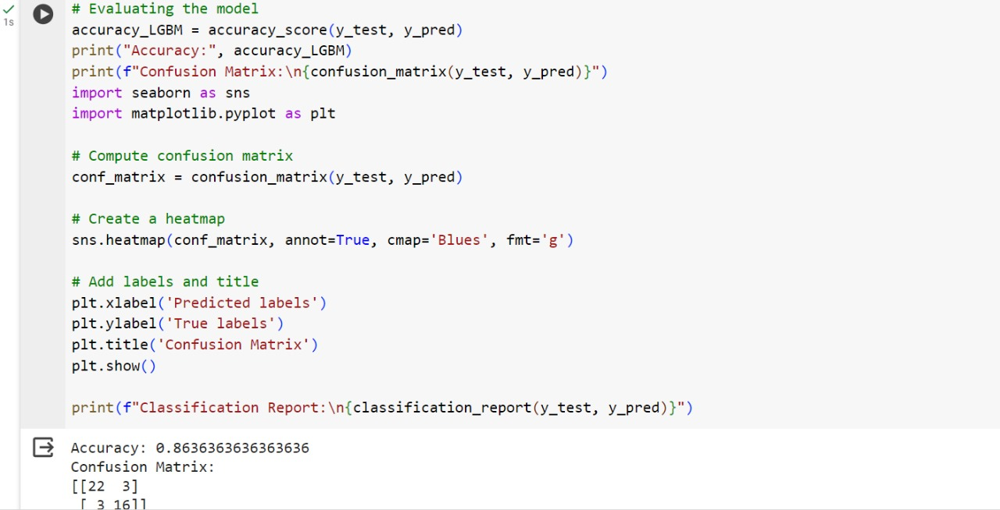 1s
# Evaluating the model
accuracy_LGBM = accuracy_score(y_test, y_pred)
print("Accuracy:", accuracy_LGBM)
print(f"Confusion Matrix:\n{confusion_matrix(y_test, y_pred)}")
import seaborn as sns
import matplotlib.pyplot as plt
# Compute confusion matrix
conf_matrix = confusion_matrix(y_test, y_pred)
# Create a heatmap
sns.heatmap(conf_matrix, annot=True, cmap='Blues', fmt='g')
# Add labels and title
plt.xlabel('Predicted labels')
plt.ylabel('True labels')
plt.title('Confusion Matrix')
plt.show()
print(f"Classification Report:\n{classification_report(y_test, y_pred)}")
Accuracy: 0.8636363636363636
Confusion Matrix:
[[22  3]
 [ 3 16]]